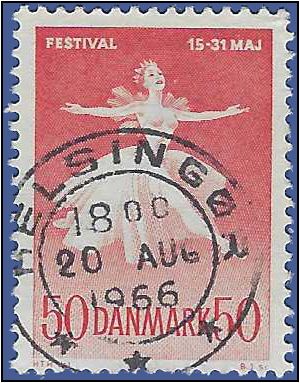 FESTIVAL 15-31 MAJ
HELSINGØR
1800
20 AUG
1966
50 DANMARK 50